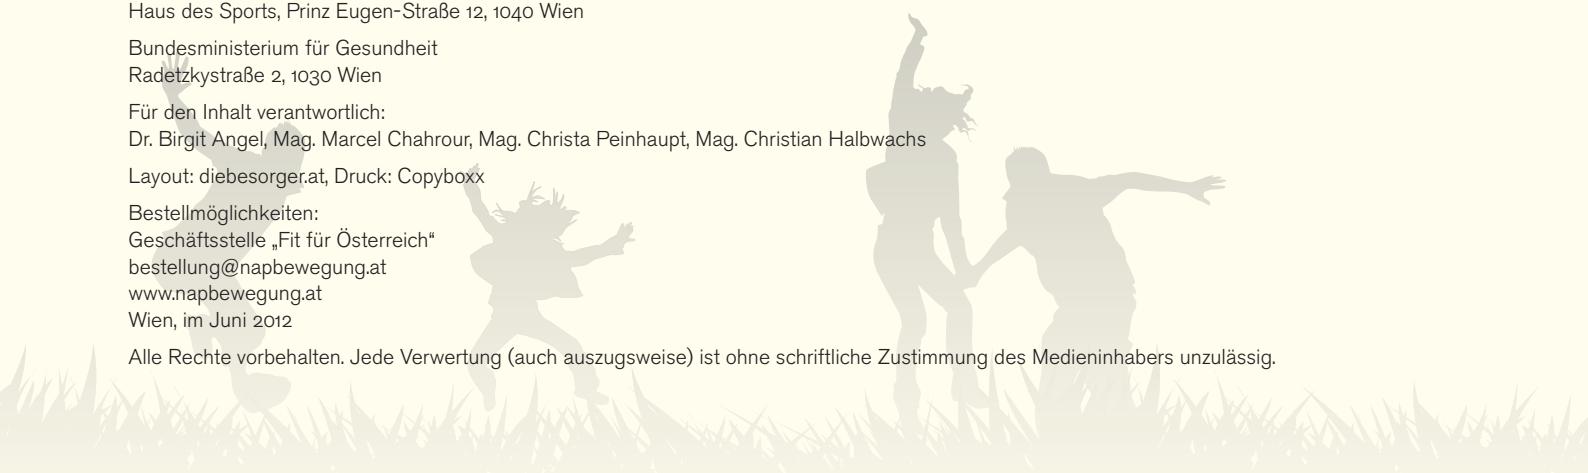 Haus des Sports, Prinz Eugen-Straße 12, 1040 Wien
Bundesministerium für Gesundheit
Radetzkystraße 2, 1030 Wien
Für den Inhalt verantwortlich:
Dr. Birgit Angel, Mag. Marcel Chahrour, Mag. Christa Peinhaupt, Mag. Christian Halbwachs
Layout: diebesorger.at, Druck: Copyboxx
Bestellmöglichkeiten:
Geschäftsstelle „Fit für Österreich“
bestellung@napbewegung.at
www.napbewegung.at
Wien, im Juni 2012
Alle Rechte vorbehalten. Jede Verwertung (auch auszugsweise) ist ohne schriftliche Zustimmung des Medieninhabers unzulässig.